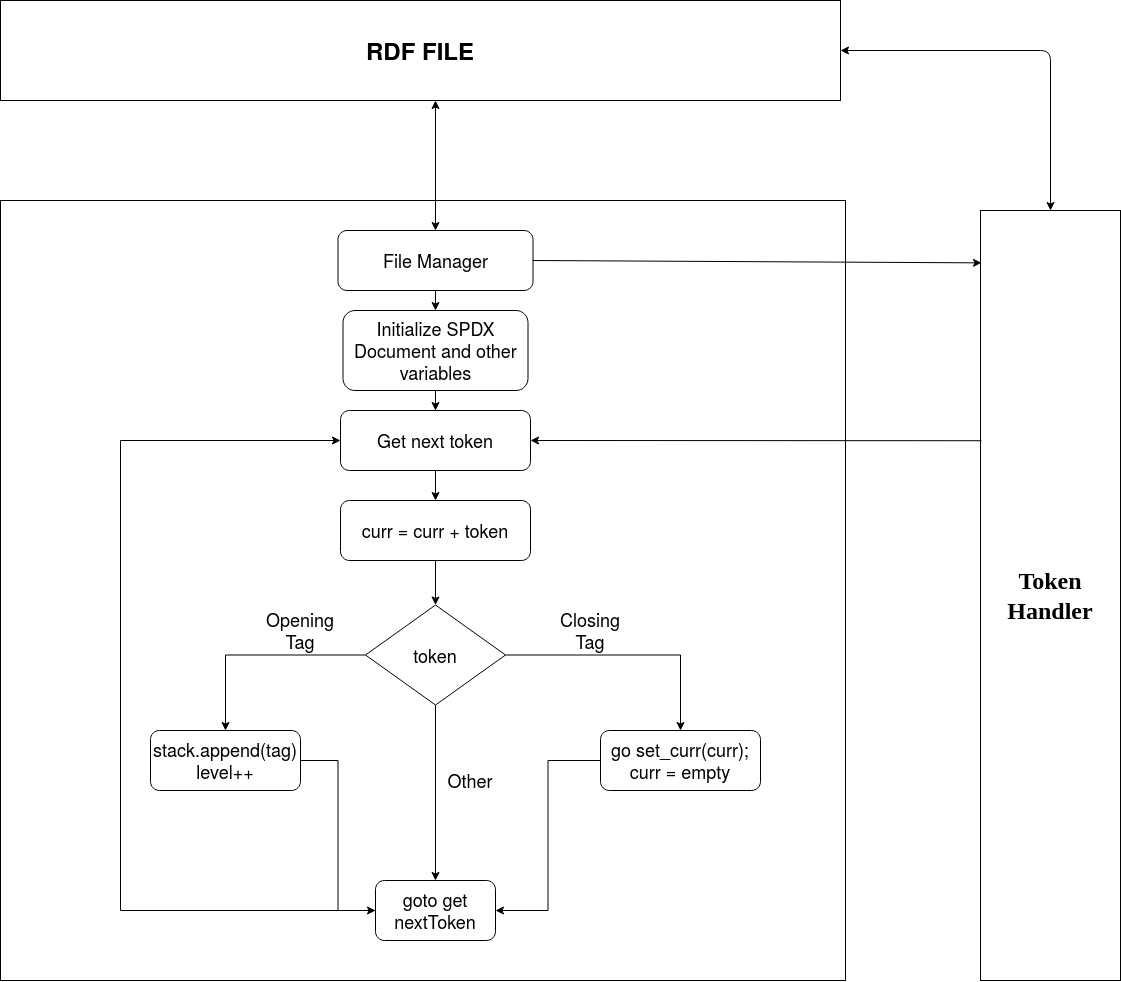 RDF FILE
File Manager
Initialize SPDX
Document and other
variables
Get next token
curr = curr + token
Opening
Tag
Closing
Tag
token
Token
Handler
stack.append(tag)
level++
Other
go set_curr(curr);
curr = empty
goto get
nextToken